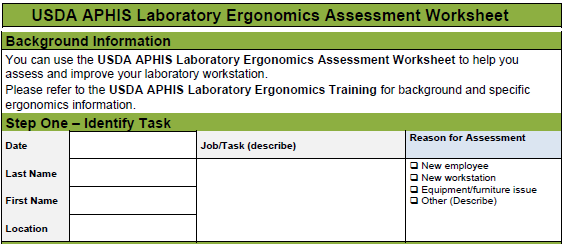 USDA APHIS Laboratory Ergonomics Assessment Worksheet
Background Information
You can use the USDA APHIS Laboratory Ergonomics Assessment Worksheet to help you
assess and improve your laboratory workstation.
Please refer to the USDA APHIS Laboratory Ergonomics Training for background and specific
ergonomics information.
Step One – Identify Task
Date
Job/Task (describe)
Reason for Assessment
Last Name
❑ New employee
❑ New workstation
❑ Equipment/furniture issue
❑ Other (Describe)
First Name
Location